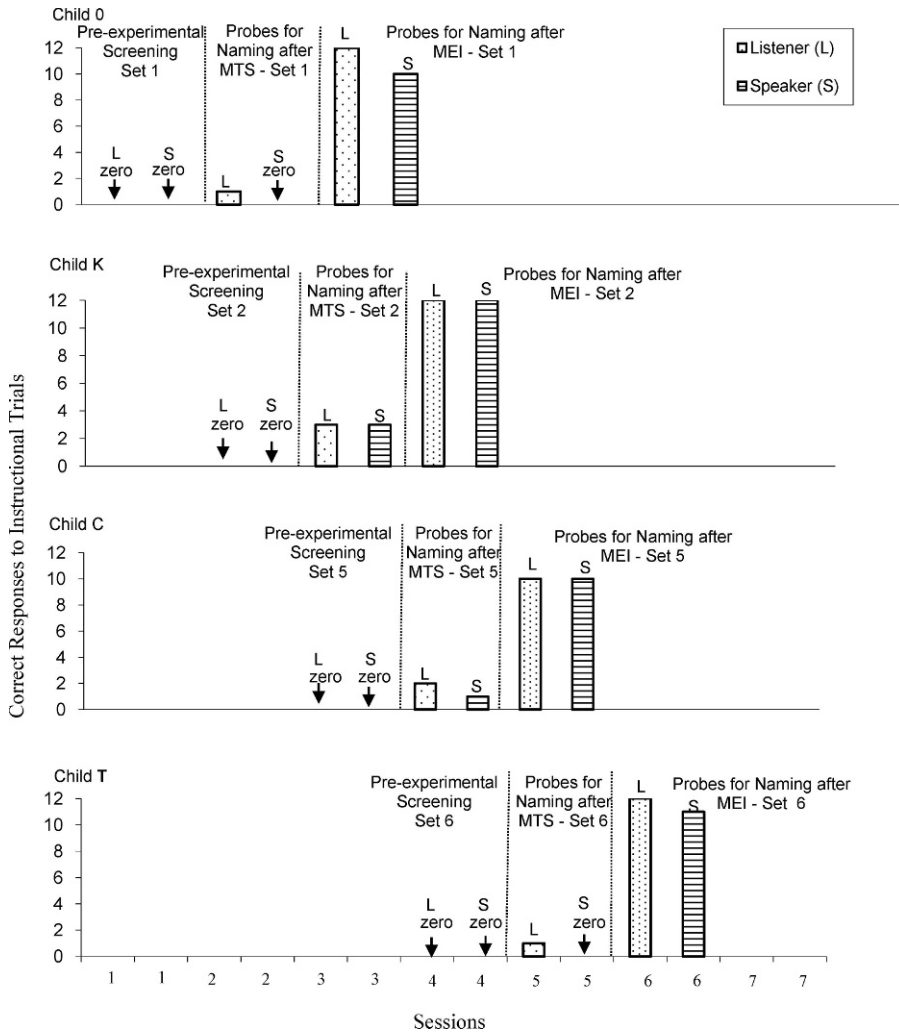 Child 0
Pre-experimental
Screening
Set 1
Probes for
Naming after
MTS - Set 1
Probes for Naming after
MEI - Set 1
Listener (L)
Speaker (S)
12
10
8
6
4
2
0
L
zero
S
zero
L
S
zero
L
S
Child K
Pre-experimental
Screening
Set 2
Probes for
Naming after
MTS - Set 2
Probes for Naming after
MEI - Set 2
12
10
8
6
4
2
0
L
zero
S
zero
L
S
L
S
Correct Responses to Instructional Trials
Child C
Pre-experimental
Screening
Set 5
Probes for
Naming after
MTS - Set 5
Probes for Naming after
MEI - Set 5
12
10
8
6
4
2
0
L
zero
S
zero
L
S
L
S
Child T
Pre-experimental
Screening
Set 6
Probes for
Naming after
MTS - Set 6
Probes for Naming after
MEI - Set 6
12
10
8
6
4
2
0
L
zero
S
zero
L
S
zero
L
S
1 1 2 2 3 3 4 4 5 5 6 6 7 7
Sessions